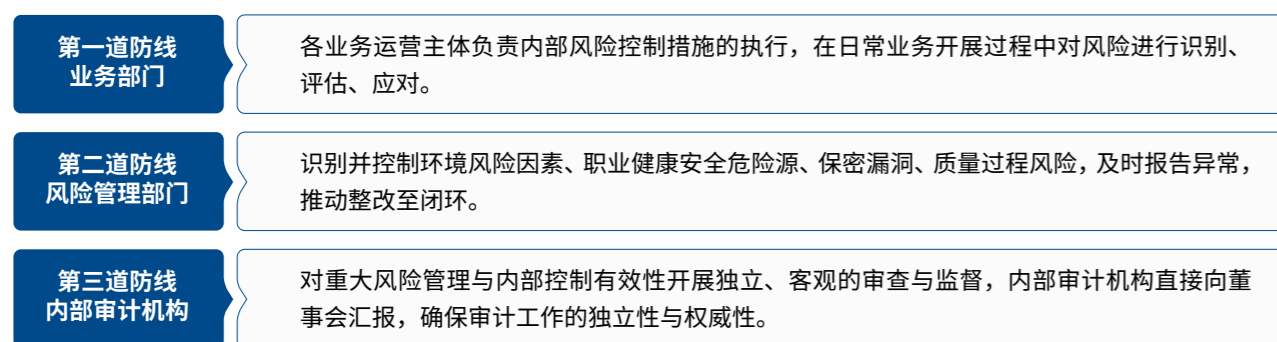 第一道防线
业务部门
各业务运营主体负责内部风险控制措施的执行，在日常业务开展过程中对风险进行识别、
评估、应对。
第二道防线
风险管理部门
识别并控制环境风险因素、职业健康安全危险源、保密漏洞、质量过程风险，及时报告异常，
推动整改至闭环。
第三道防线
内部审计机构
对重大风险管理与内部控制有效性开展独立、客观的审查与监督，内部审计机构直接向董
事会汇报，确保审计工作的独立性与权威性。